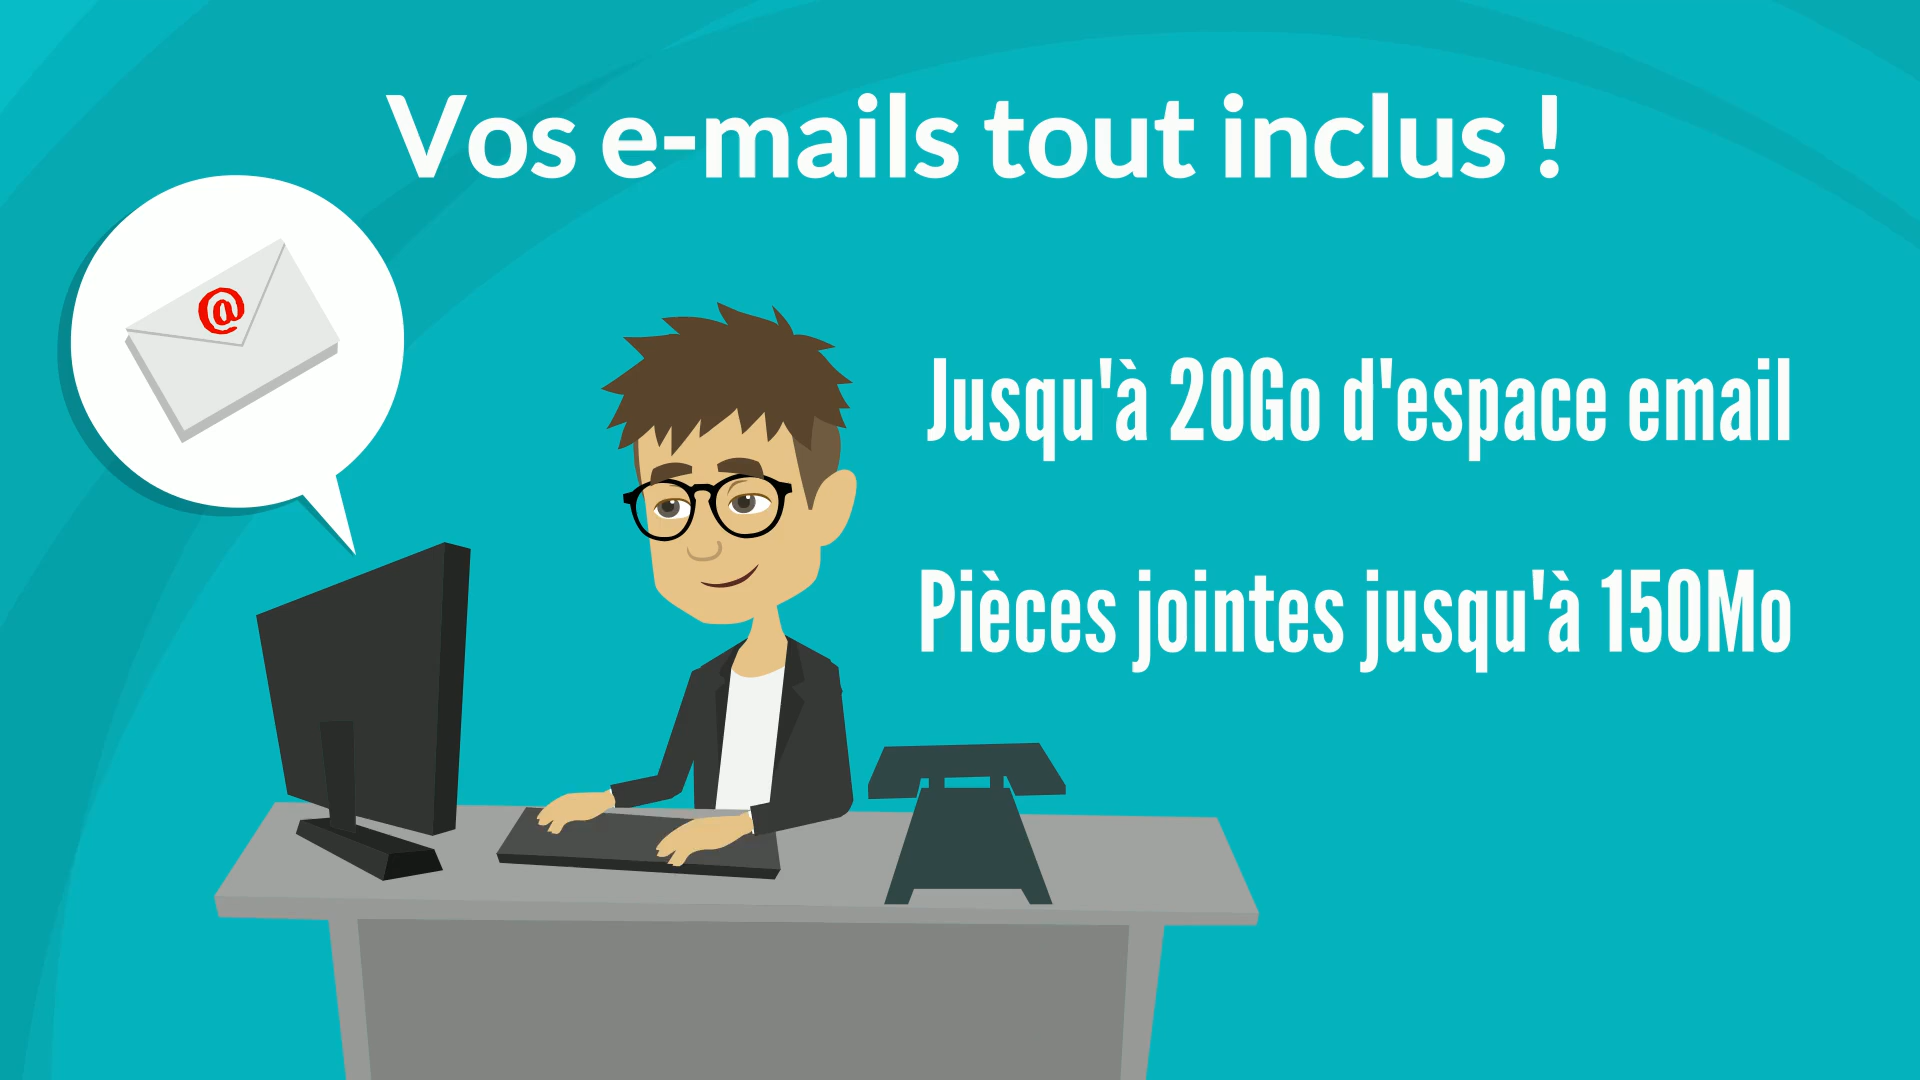 Vos e-mails tout inclus !
@
Jusqu'à 20Go d'espace email
Pièces jointes jusqu'à 150Mo